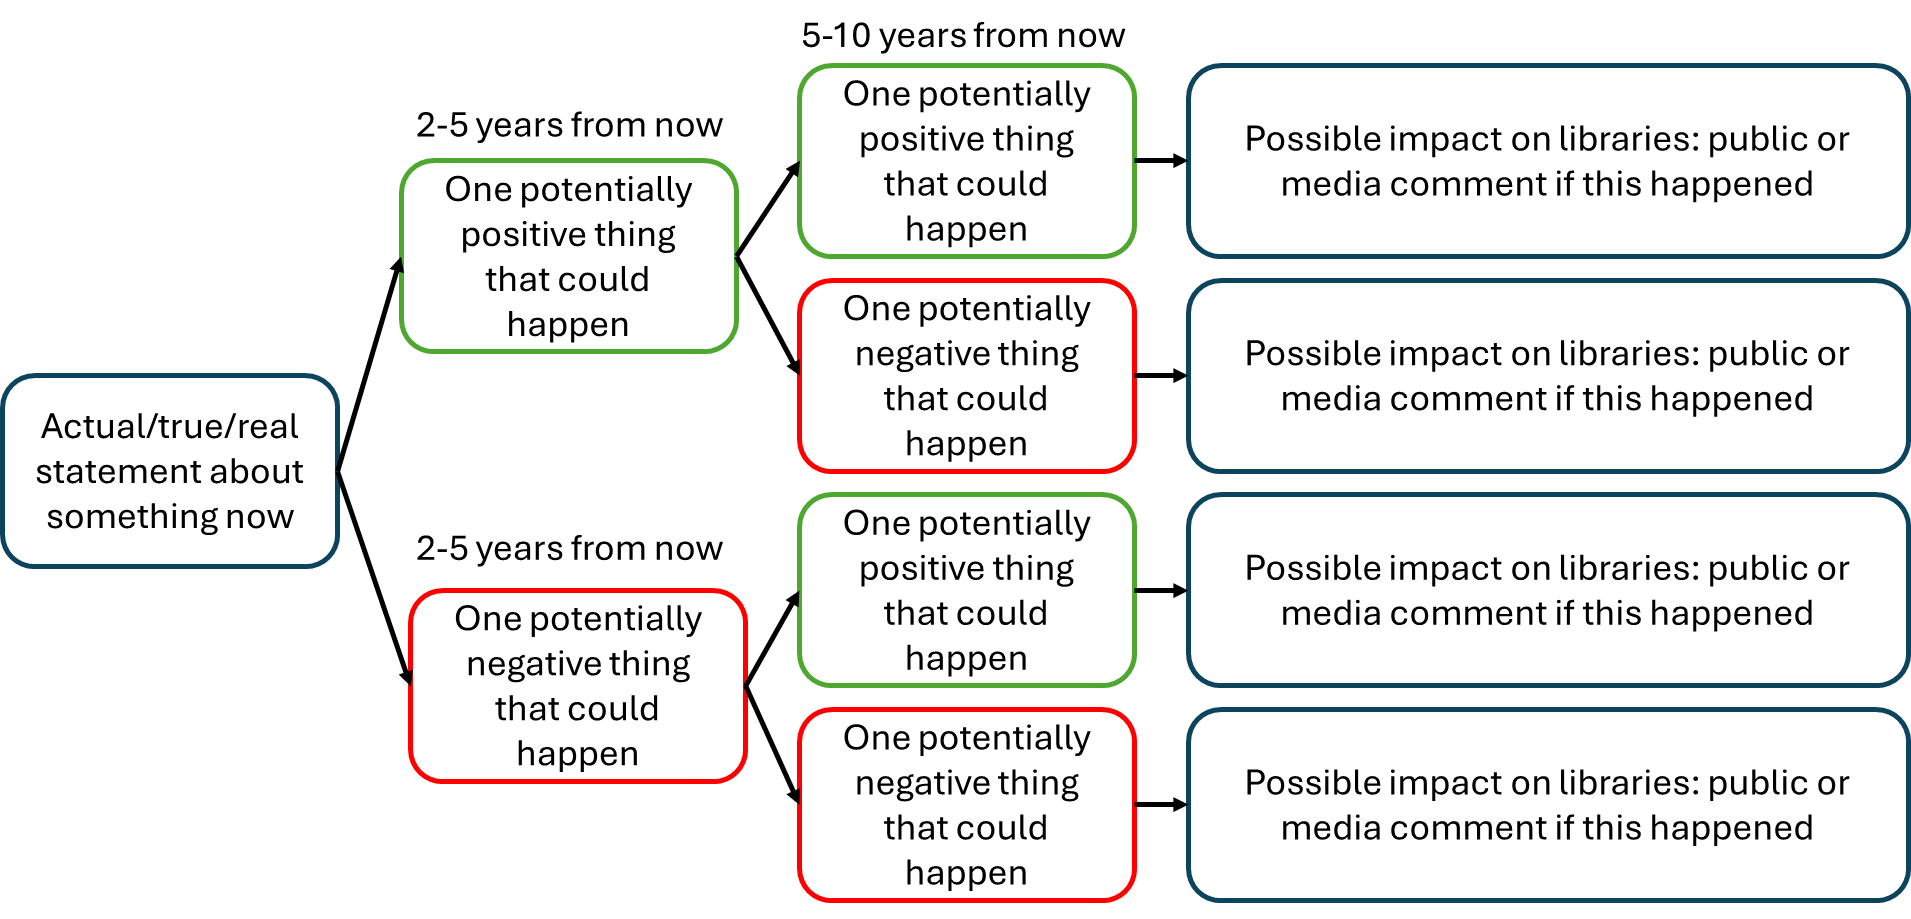 5-10 years from now
2-5 years from now
One potentially
positive thing
that could
happen
Possible impact on libraries: public or
media comment if this happened
One potentially
positive thing
that could
happen
One potentially
negative thing
that could
happen
Possible impact on libraries: public or
media comment if this happened
Actual/true/real
statement about
something now
2-5 years from now
One potentially
negative thing
that could
happen
One potentially
positive thing
that could
happen
Possible impact on libraries: public or
media comment if this happened
One potentially
negative thing
that could
happen
Possible impact on libraries: public or
media comment if this happened